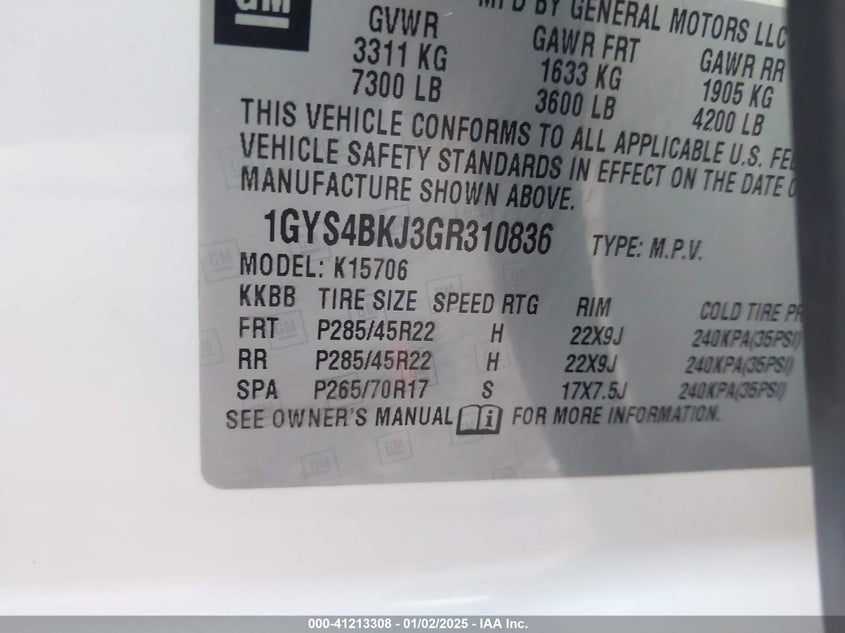 GM
MFD BY GENERAL MOTORS LLC
GVWR GAWR FRT GAWR RR
3311 KG 1633 KG 1905 KG
7300 LB 3600 LB 4200 LB
THIS VEHICLE CONFORMS TO ALL APPLICABLE U.S.
VEHICLE SAFETY STANDARDS IN EFFECT ON THE DATE
MANUFACTURE SHOWN ABOVE.
1GYS4BKJ3GR310836 TYPE: M.P.V.
MODEL: K15706
KKBB TIRE SIZE SPEED RTG RIM COLD TIRE
FRT P285/45R22 H 22X9J 240KPA(35PSI)
RR P285/45R22 H 22X9J 240KPA(35PSI)
SPA P265/70R17 S 17X7.5J 240KPA(35PSI)
SEE OWNER'S MANUAL FOR MORE INFORMATION.
000-41213308 - 01/02/2025 - IAA Holdings, LLC.